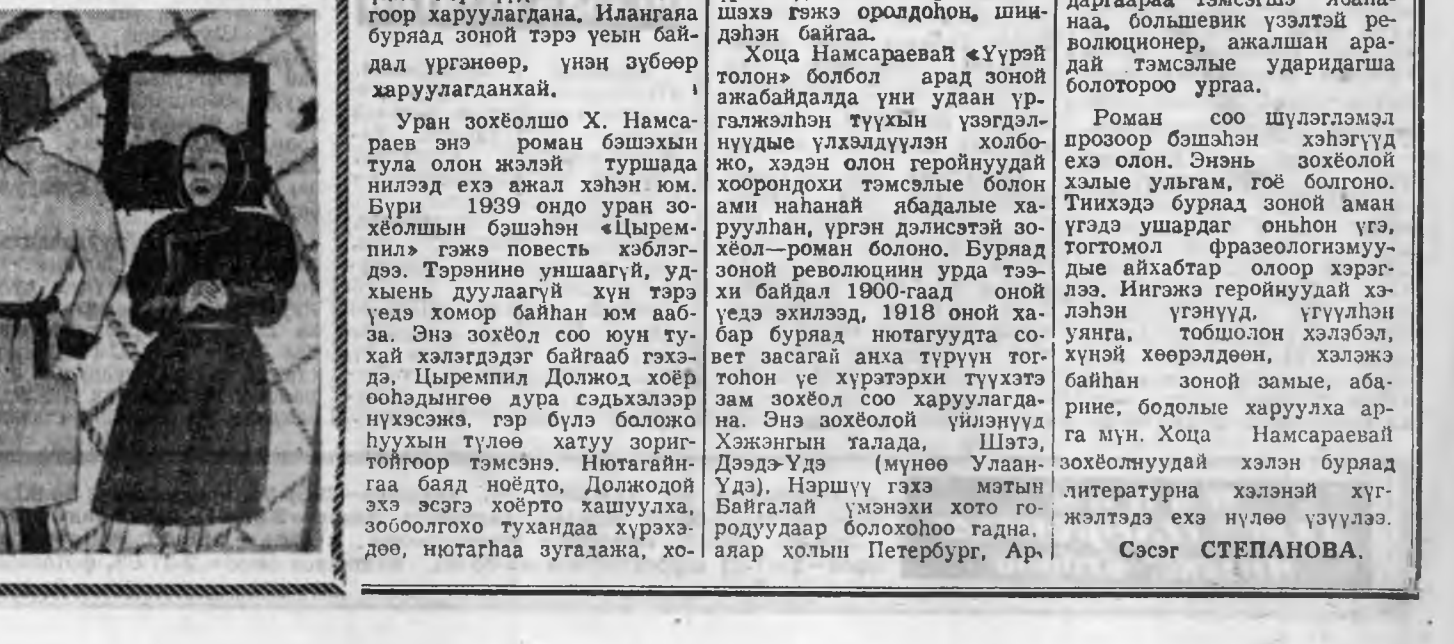 гоор харуулагдана. Илангаяа
буряад зоной тэрэ үеын бай-
дал үргэнөөр, үнэн зүбөөр
харуулагданхай.
Уран зохёолшо Х. Намса-
раев энэ роман бэшэхын
тула олон жэлэй туршада
нилээд ехэ ажал хэһэн юм.
Бүри 1939 ондо уран зо-
хёолшын бэшэһэн «Цырем-
пил» гэжэ повесть хэблэг-
дээ. Тэрэниие уншаагүй, уд-
хыень дуулаагүй хүн тэрэ
үедэ хомор байһан юм ааб-
за. Энэ зохёол соо юун ту-
хай хэлэгдэдэг байгааб гэхэ-
дэ, Цыремпил Должод хоёр
өөһэдынгөө дура сэдьхэлээр
нүхэсэжэ, гэр бүлэ боложо
һуухын түлөө хатуу зориг-
тойгоор тэмсэнэ. Нютагайн-
гаа баяд ноёдто, Должодой
эхэ эсэгэ хоёрто хашуулха,
зобоолгохо тухандаа хүрэхэ-
дөө, нютагһаа зугадажа, хо-
шэхэ гэжэ оролдоһон, шии-
дэһэн байгаа.
Хоца Намсараевай «Үүрэй
толон» болбол арад зоной
ажабайдалда үни удаан үр-
гэлжэлһэн түүхын үзэгдэл-
нүүдые үлхэлдүүлэн холбо-
жо, хэдэн олон геройнуудай
хоорондохи тэмсэлые болон
ами наһанай ябадалые ха-
руулһан, үргэн дэлисэтэй зо-
хёол—роман болоно. Буряад
зоной революциин урда тээ-
хи байдал 1900-гаад оной
үедэ эхилээд, 1918 оной ха-
бар буряад нютагуудта со-
вет засагай анха түрүүн тог-
тоһон үе хүрэтэрхи түүхэтэ
зам зохёол соо харуулагда-
на. Энэ зохёолой үйлэнүүд
Хэжэнгын талада, Шэтэ,
Дээдэ-Үдэ (мүнөө Улаан-
Үдэ), Нэршүү гэхэ мэтын
Байгалай үмэнэхи хото го-
родуудаар болохоһоо гадна,
аяар холын Петербург, Ар-
наа, большевик үзэлтэй ре-
волюционер, ажалшан ара-
дай тэмсэлые ударидагша
болотороо ургаа.
Роман соо шүлэглэмэл
прозоор бэшэһэн хэһэгүүд
ехэ олон. Энэнь зохёолой
хэлые ульгам, гоё болгоно.
Тиихэдэ буряад зоной аман
үгэдэ ушардаг оньһон үгэ,
тогтомол фразеологизмуу-
дые айхабтар олоор хэрэг-
лээ. Иигэжэ геройнуудай хэ-
лэһэн үгэнүүд, үгүүлһэн
уянга, тобшолон хэлэбэл,
хүнэй хөөрэлдөөн, хэлэжэ
байһан зоной замые, аба-
риие, бодолые харуулха ар-
га мүн. Хоца Намсараевай
зохёолнуудай хэлэн буряад
литературна хэлэнэй хүг-
жэлтэдэ ехэ нүлөө үзүүлээ.
Сэсэг СТЕПАНОВА.